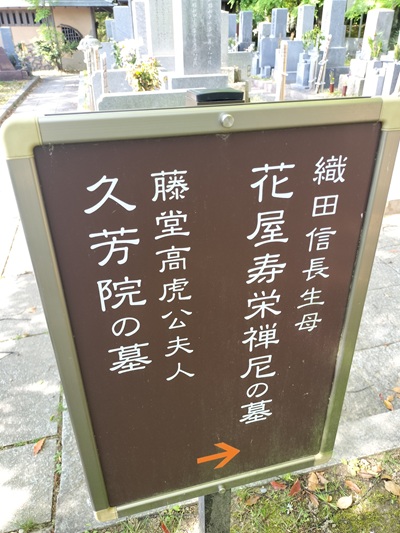 織田信長生母
花屋寿栄禅尼の墓
藤堂高虎公夫人
久芳院の墓